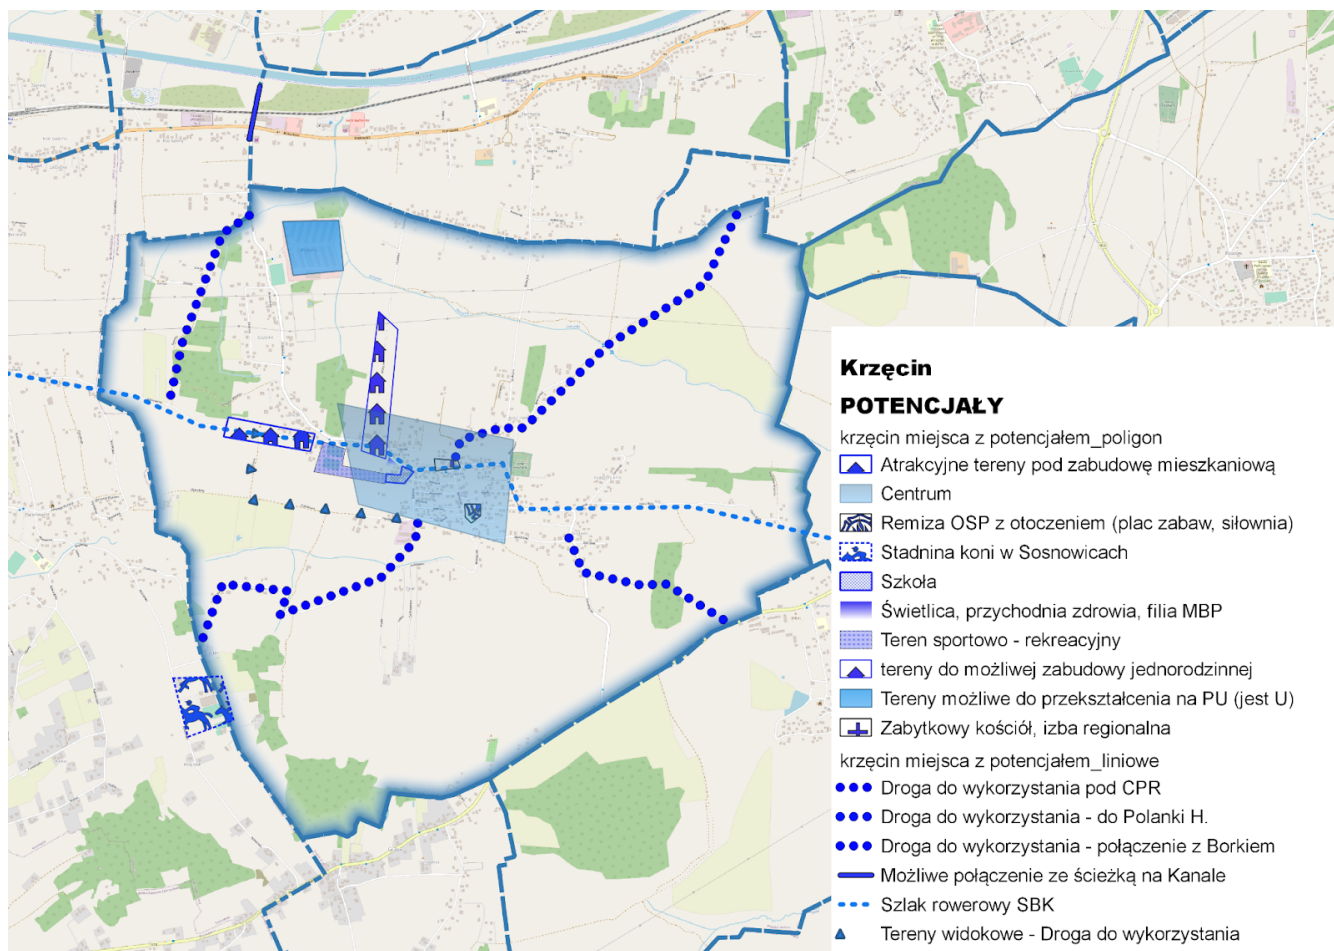 Krzęcin
POTENCJAŁY
krzęcin miejsca z potencjałem_poligon
Atrakcyjne tereny pod zabudowę mieszkaniową
Centrum
Remiza OSP z otoczeniem (plac zabaw, siłownia)
Stadnina koni w Sosnowicach
Szkoła
Świetlica, przychodnia zdrowia, filia MBP
Teren sportowo - rekreacyjny
tereny do możliwej zabudowy jednorodzinnej
Tereny możliwe do przekształcenia na PU (jest U)
Zabytkowy kościół, izba regionalna
krzęcin miejsca z potencjałem_liniowe
Droga do wykorzystania pod CPR
Droga do wykorzystania - do Polanki H.
Droga do wykorzystania - połączenie z Borkiem
Możliwe połączenie ze ścieżką na Kanale
Szlak rowerowy SBK
Tereny widokowe - Droga do wykorzystania